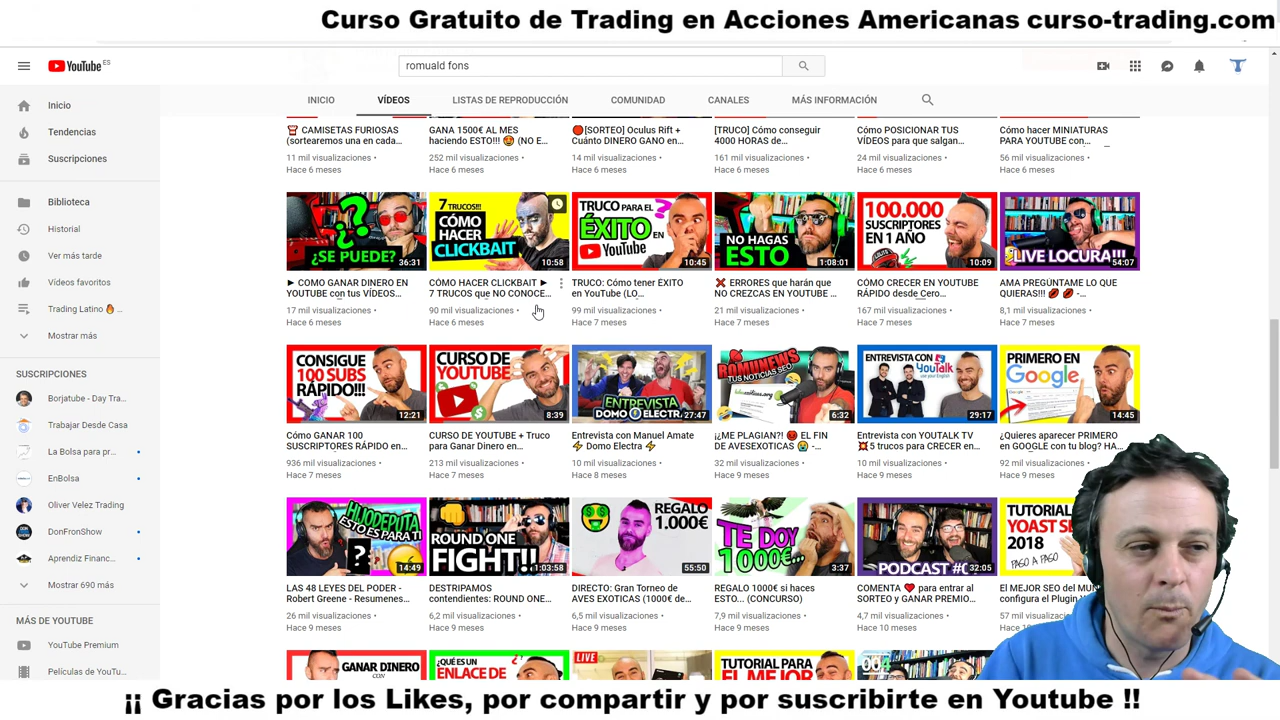 Curso Gratuito de Trading en Acciones Americanas curso-trading.com
YouTube ES
romuald fons
Inicio
Tendencias
Suscripciones
Biblioteca
Historial
Ver más tarde
Vídeos favoritos
Trading Latino 🔥 ...
Mostrar más
SUSCRIPCIONES
Borjatube - Day Tra...
Trabajar Desde Casa
La Bolsa para pr...
EnBolsa
Oliver Velez Trading
DonFronShow
Aprendiz Financ...
Mostrar 690 más
MÁS DE YOUTUBE
YouTube Premium
Películas de YouTu...
INICIO
VÍDEOS
LISTAS DE REPRODUCCIÓN
COMUNIDAD
CANALES
MÁS INFORMACIÓN
CAMISETAS FURIOSAS
(sortearemos una en cada...
11 mil visualizaciones •
Hace 6 meses
GANA 1500€ AL MES
haciendo ESTO!!! 🤑 (NO E...
252 mil visualizaciones •
Hace 6 meses
🔴[SORTEO] Oculus Rift +
Cuánto DINERO GANO en...
14 mil visualizaciones •
Hace 6 meses
[TRUCO] Cómo conseguir
4000 HORAS de...
161 mil visualizaciones •
Hace 6 meses
Cómo POSICIONAR TUS
VÍDEOS para que salgan...
24 mil visualizaciones •
Hace 6 meses
Cómo hacer MINIATURAS
PARA YOUTUBE con...
56 mil visualizaciones •
Hace 6 meses
¿SE PUEDE?
36:31
► COMO GANAR DINERO EN
YOUTUBE con tus VÍDEOS...
17 mil visualizaciones •
Hace 6 meses
7 TRUCOS!!!
CÓMO
HACER
CLICKBAIT
10:58
CÓMO HACER CLICKBAIT ►
7 TRUCOS que NO CONOCE...
90 mil visualizaciones •
Hace 6 meses
TRUCO PARA EL
ÉXITO EN
YouTube
10:45
TRUCO: Cómo tener ÉXITO
en YouTube (LO...
99 mil visualizaciones •
Hace 7 meses
NO HAGAS
ESTO
1:08:01
❌ ERRORES que harán que
NO CREZCAS EN YOUTUBE ...
21 mil visualizaciones •
Hace 7 meses
100.000
SUSCRIPTORES
EN 1 AÑO
10:09
CÓMO CRECER EN YOUTUBE
RÁPIDO desde Cero...
167 mil visualizaciones •
Hace 7 meses
LIVE LOCURA!!!
54:07
AMA PREGÚNTAME LO QUE
QUIERAS!!!
8,1 mil visualizaciones •
Hace 7 meses
CONSIGUE
100 SUBS
RÁPIDO!!!
12:21
Cómo GANAR 100
SUSCRIPTORES RÁPIDO en...
936 mil visualizaciones •
Hace 7 meses
CURSO DE
YOUTUBE
8:39
CURSO DE YOUTUBE + Truco
para Ganar Dinero en...
213 mil visualizaciones •
Hace 7 meses
ENTREVISTA
DOMO ELECTR.
27:47
Entrevista con Manuel Amate
⚡ Domo Electra ⚡
10 mil visualizaciones •
Hace 8 meses
ROMUNEWS
TUS NOTICIAS SEO
6:32
¡¿ME PLAGIAN?! 😡 EL FIN
DE AVESEXOTICAS 😭 -...
32 mil visualizaciones •
Hace 9 meses
ENTREVISTA CON YOUTALK
29:17
Entrevista con YOUTALK TV
💥 5 trucos para CRECER en...
10 mil visualizaciones •
Hace 9 meses
PRIMERO EN
Google
14:45
¿Quieres aparecer PRIMERO
en GOOGLE con tu blog? HA...
92 mil visualizaciones •
Hace 9 meses
HIJODEPUTA
ESTO ES PARA TI
14:49
LAS 48 LEYES DEL PODER -
Robert Greene - Resumenes...
26 mil visualizaciones •
Hace 9 meses
ROUND ONE
FIGHT!!
1:03:58
DESTRIPAMOS
contendientes: ROUND ONE...
6,2 mil visualizaciones •
Hace 9 meses
REGALO
1.000€
55:50
DIRECTO: Gran Torneo de
AVES EXOTICAS (1000€ de...
6,5 mil visualizaciones •
Hace 9 meses
TE DOY
1000€...
3:37
REGALO 1000€ si haces
ESTO... (CONCURSO)
7,9 mil visualizaciones •
Hace 9 meses
PODCAST
32:05
COMENTA ❤ para entrar al
SORTEO y GANAR PREMIO...
4,7 mil visualizaciones •
Hace 10 meses
TUTORIAL
YOAST SE
2018
PASO A PASO
El MEJOR SEO del MUN
configura el Plugin
57 mil visualizaciones
Hace 10
GANAR DINERO
CON
¿QUÉ ES UN
ENLACE DE
LIVE
TUTORIAL PARA
EL MEJOR
¡¡ Gracias por los Likes, por compartir y por suscribirte en Youtube !!